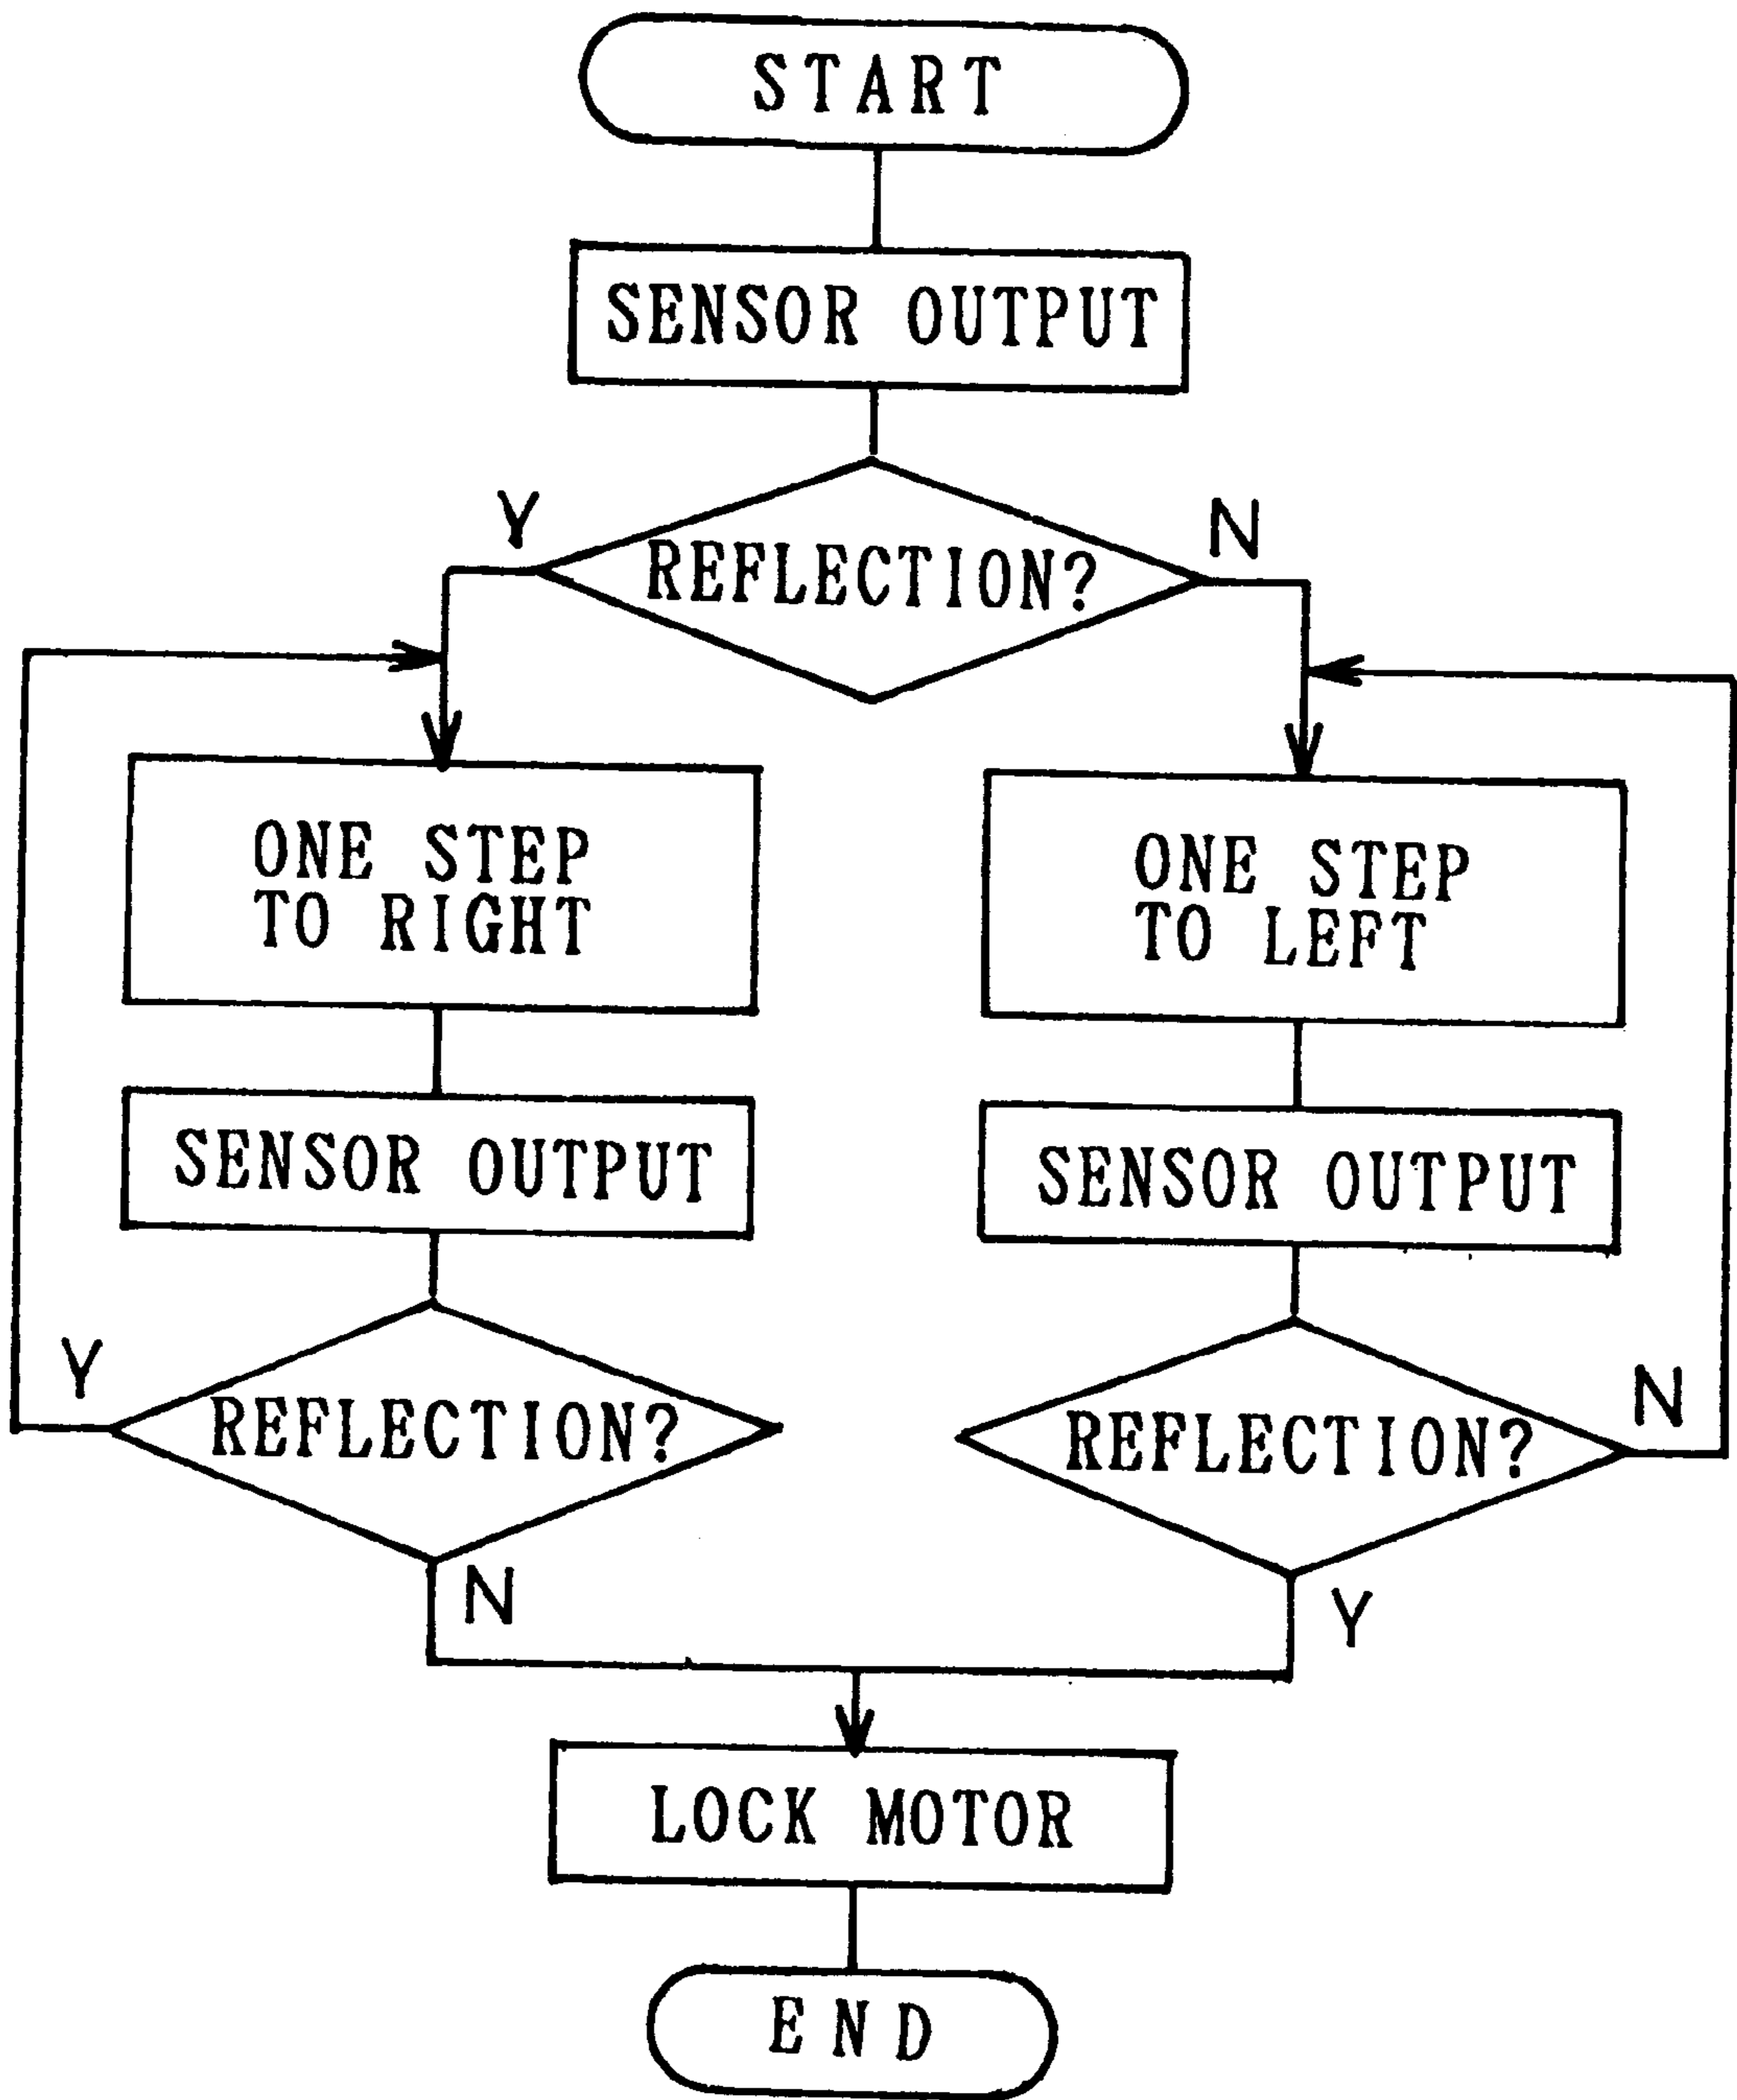 START
SENSOR OUTPUT
Y
N
REFLECTION?
ONE STEP
TO RIGHT
ONE STEP
TO LEFT
SENSOR OUTPUT
SENSOR OUTPUT
Y
REFLECTION?
REFLECTION?
N
N
Y
LOCK MOTOR
END